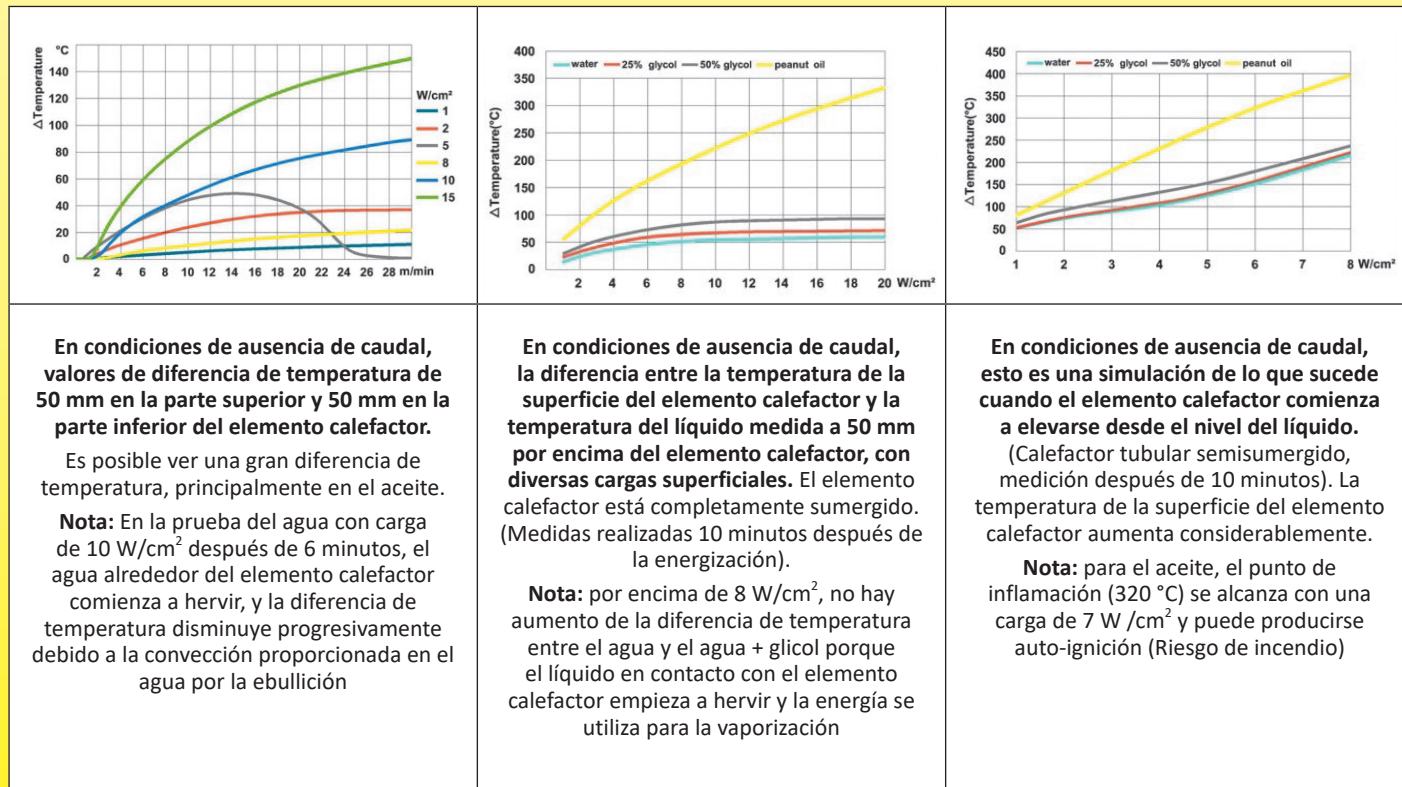 °C
△Temperature
140
120
100
80
60
40
20
0
2 4 6 8 10 12 14 16 18 20 22 24 26 28 m/min
W/cm²
1
2
5
8
10
15
400
350
300
250
200
150
100
50
0
△Temperature(°C)
water 25% glycol 50% glycol peanut oil
2 4 6 8 10 12 14 16 18 20 W/cm²
450
400
350
300
250
200
150
100
50
0
△Temperature(°C)
water 25% glycol 50% glycol peanut oil
1 2 3 4 5 6 7 8 W/cm²
En condiciones de ausencia de caudal,
valores de diferencia de temperatura de
50 mm en la parte superior y 50 mm en la
parte inferior del elemento calefactor.
Es posible ver una gran diferencia de
temperatura, principalmente en el aceite.
Nota: En la prueba del agua con carga
de 10 W/cm² después de 6 minutos, el
agua alrededor del elemento calefactor
comienza a hervir, y la diferencia de
temperatura disminuye progresivamente
debido a la convección proporcionada en el
agua por la ebullición
En condiciones de ausencia de caudal,
la diferencia entre la temperatura de la
superficie del elemento calefactor y la
temperatura del líquido medida a 50 mm
por encima del elemento calefactor, con
diversas cargas superficiales. El elemento
calefactor está completamente sumergido.
(Medidas realizadas 10 minutos después de
la energización).
Nota: por encima de 8 W/cm², no hay
aumento de la diferencia de temperatura
entre el agua y el agua + glicol porque
el líquido en contacto con el elemento
calefactor empieza a hervir y la energía se
utiliza para la vaporización
En condiciones de ausencia de caudal,
esto es una simulación de lo que sucede
cuando el elemento calefactor comienza
a elevarse desde el nivel del líquido.
(Calefactor tubular semisumergido,
medición después de 10 minutos). La
temperatura de la superficie del elemento
calefactor aumenta considerablemente.
Nota: para el aceite, el punto de
inflamación (320 °C) se alcanza con una
carga de 7 W /cm² y puede producirse
auto-ignición (Riesgo de incendio)